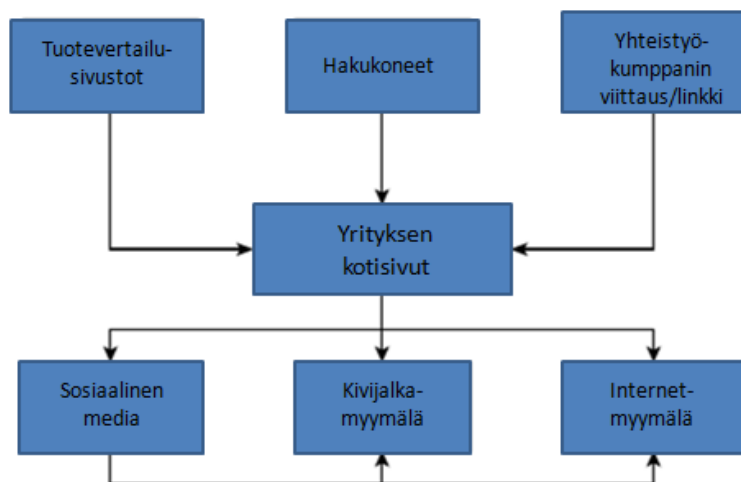 Tuotevertailu-
sivustot
Hakukoneet
Yhteistyö-
kumppanin
viittaus/linkki
Yrityksen
kotisivut
Sosiaalinen
media
Kivijalka-
myymälä
Internet-
myymälä